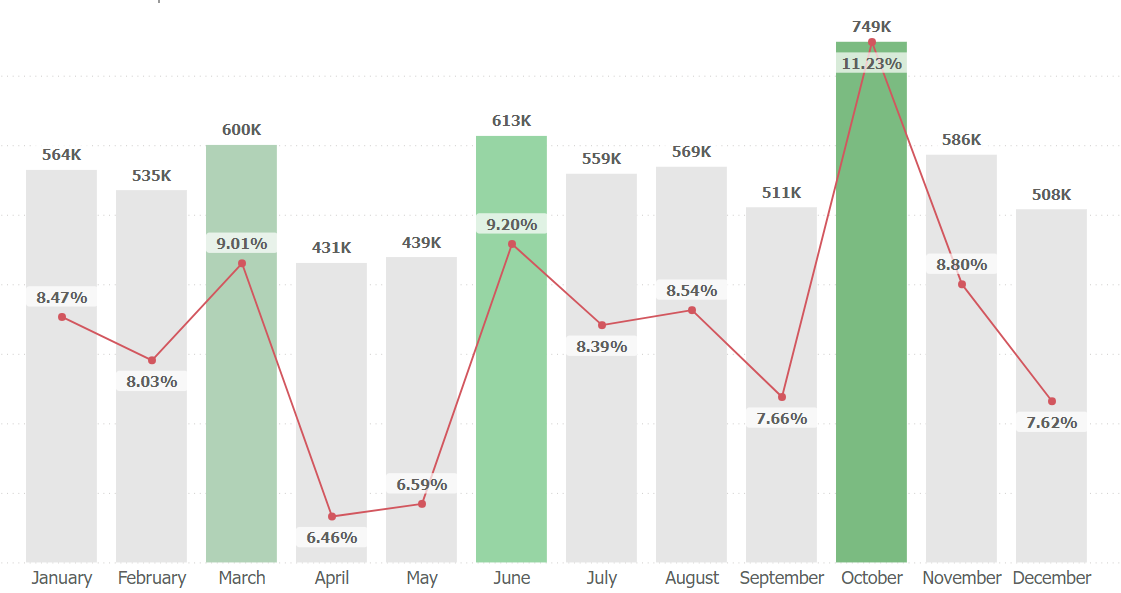 749K
11.23%
613K
600K
586K
564K
569K
559K
535K
511K
508K
9.20%
9.01%
431K
439K
8.80%
8.47%
8.54%
8.39%
8.03%
7.66%
7.62%
6.59%
6.46%
January February March April May June July August September October November December